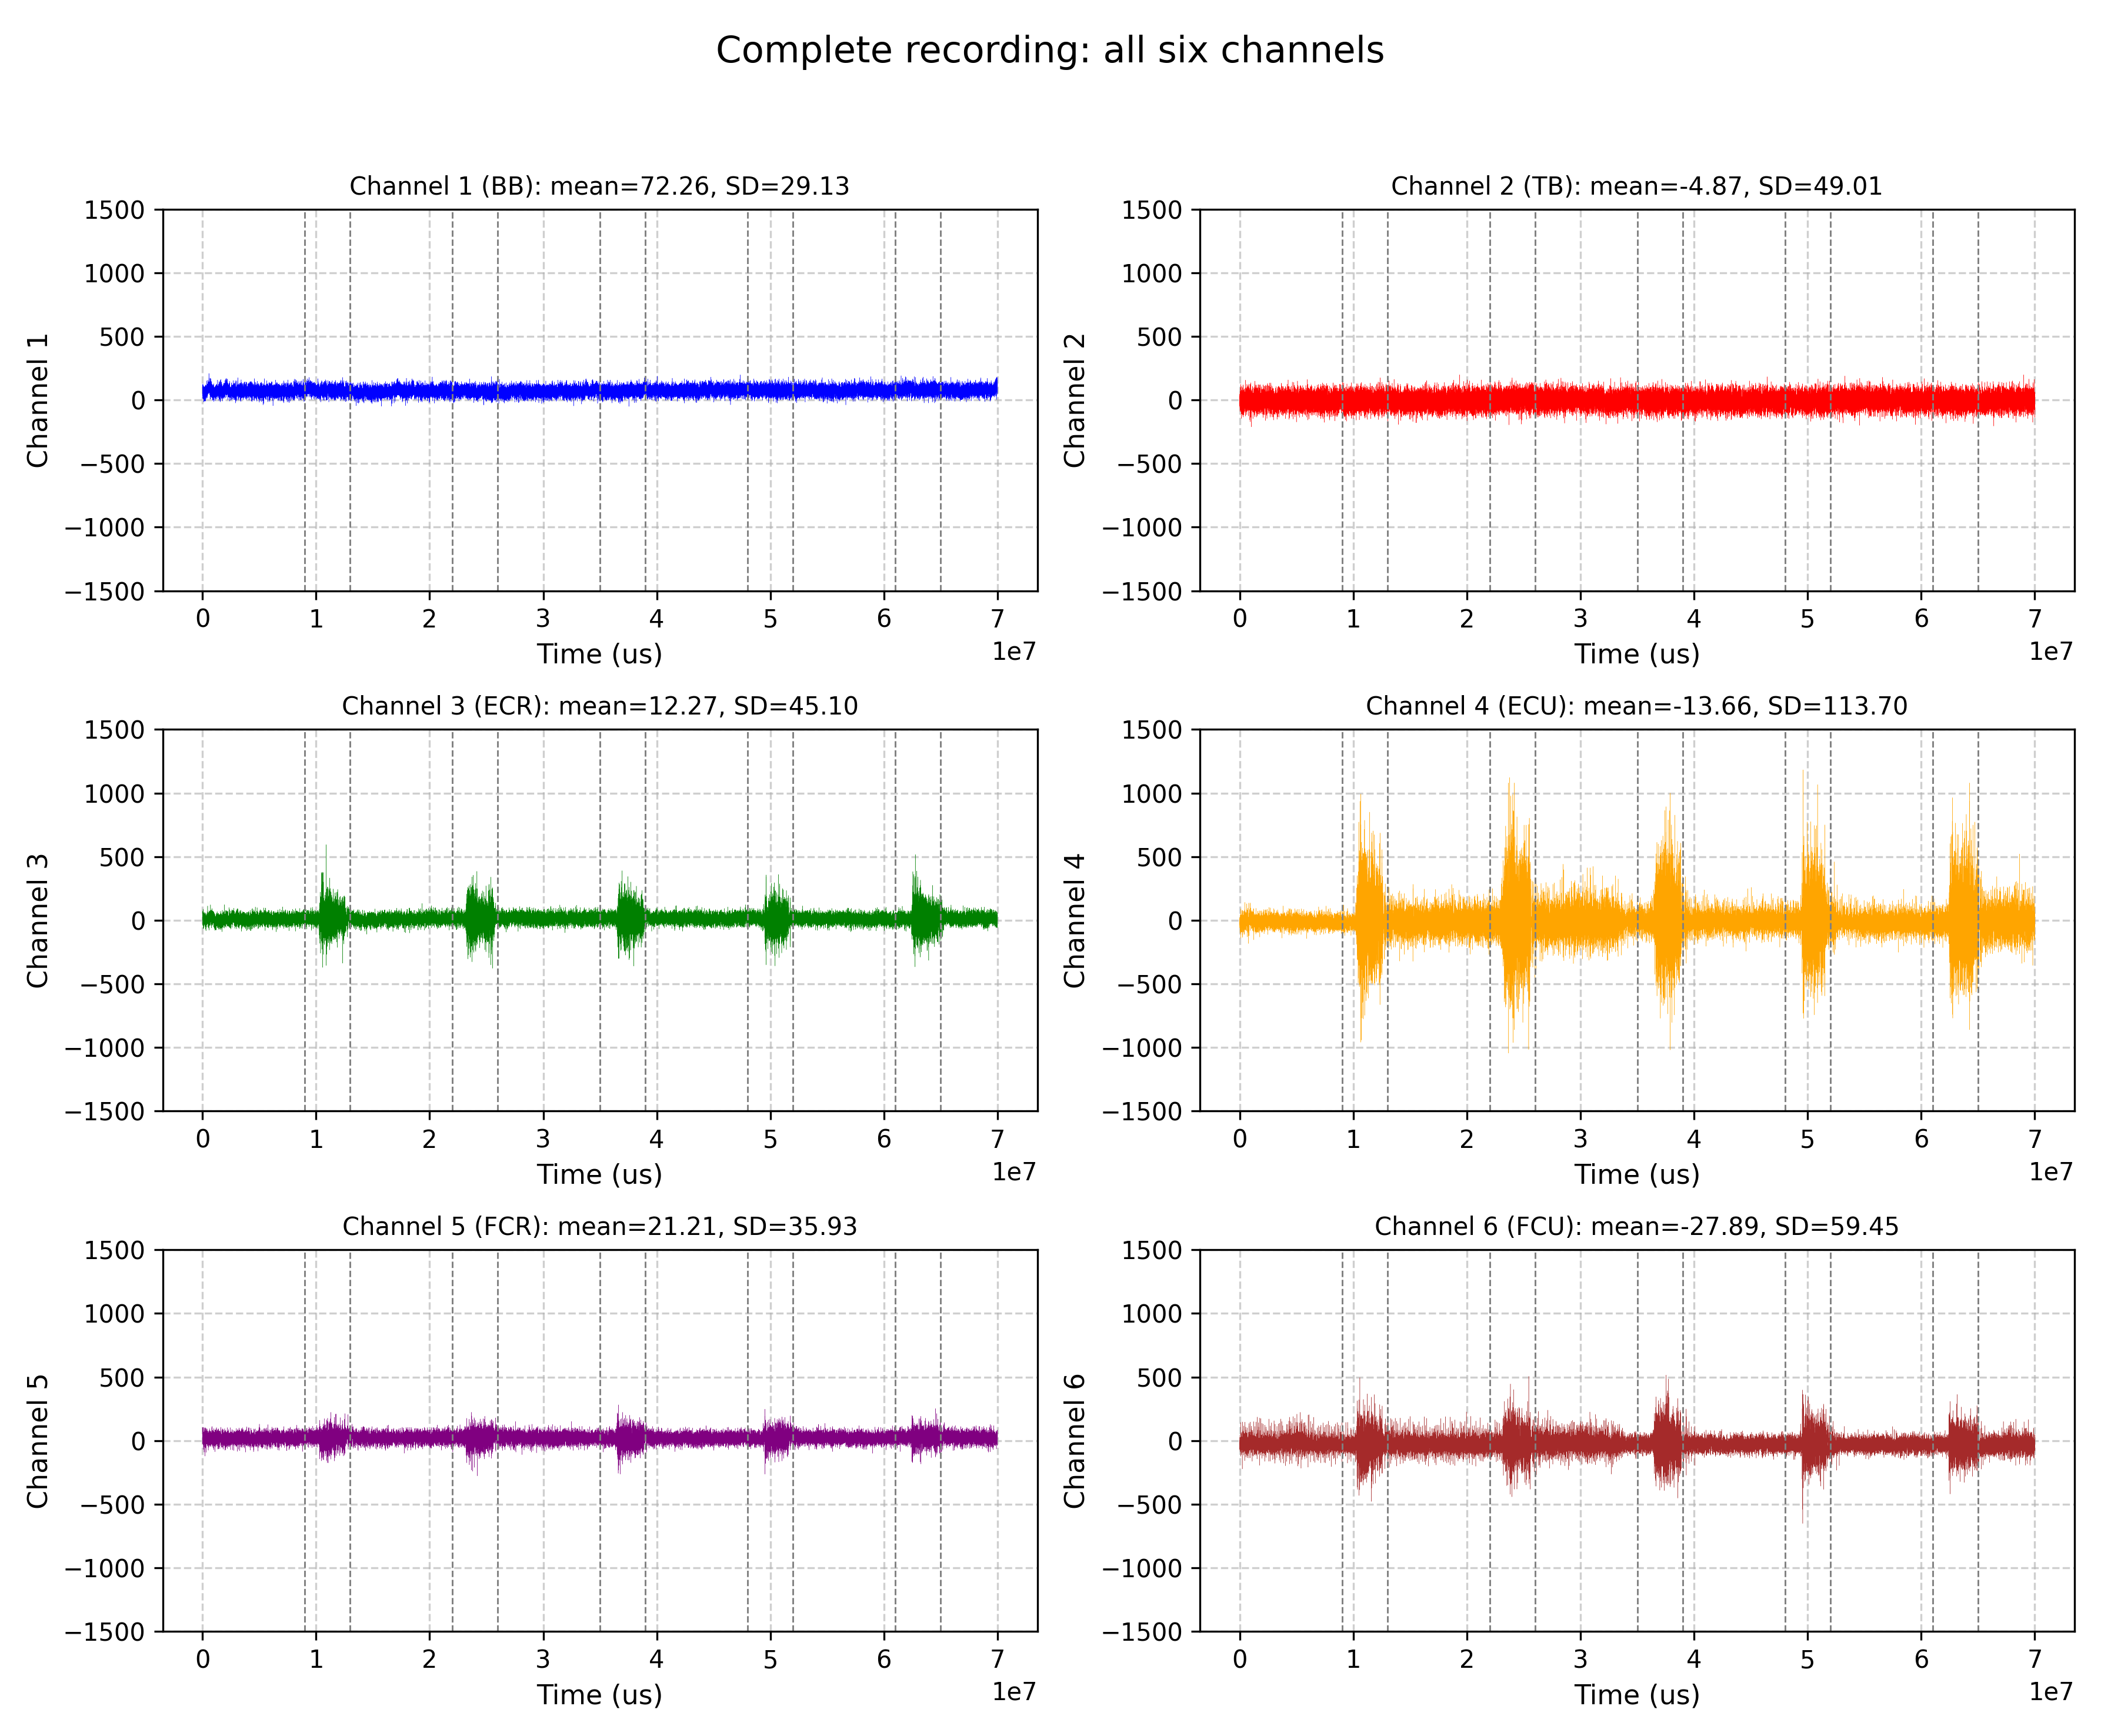 Complete recording: all six channels
Channel 1 (BB): mean=72.26, SD=29.13
Channel 1
1500
1000
500
0
−500
−1000
−1500
0 1 2 3 4 5 6 7
Time (us)
1e7
Channel 2 (TB): mean=-4.87, SD=49.01
Channel 2
1500
1000
500
0
−500
−1000
−1500
0 1 2 3 4 5 6 7
Time (us)
1e7
Channel 3 (ECR): mean=12.27, SD=45.10
Channel 3
1500
1000
500
0
−500
−1000
−1500
0 1 2 3 4 5 6 7
Time (us)
1e7
Channel 4 (ECU): mean=-13.66, SD=113.70
Channel 4
1500
1000
500
0
−500
−1000
−1500
0 1 2 3 4 5 6 7
Time (us)
1e7
Channel 5 (FCR): mean=21.21, SD=35.93
Channel 5
1500
1000
500
0
−500
−1000
−1500
0 1 2 3 4 5 6 7
Time (us)
1e7
Channel 6 (FCU): mean=-27.89, SD=59.45
Channel 6
1500
1000
500
0
−500
−1000
−1500
0 1 2 3 4 5 6 7
Time (us)
1e7